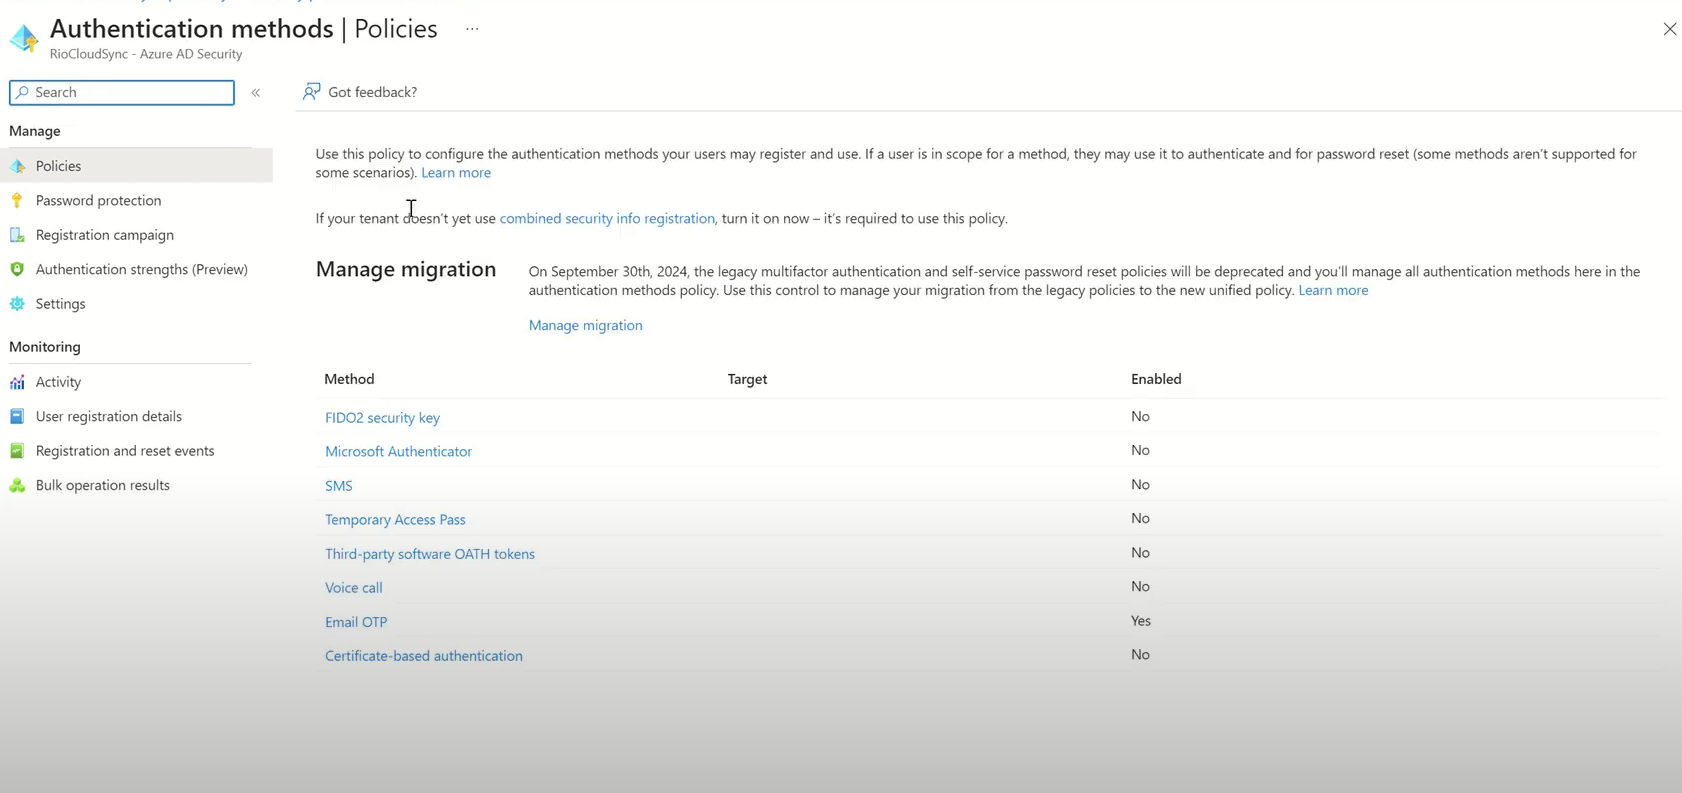 Authentication methods | Policies ...
RioCloudSync - Azure AD Security
Search
«
Got feedback?
Manage
Policies
Password protection
Registration campaign
Authentication strengths (Preview)
Settings
Monitoring
Activity
User registration details
Registration and reset events
Bulk operation results
Use this policy to configure the authentication methods your users may register and use. If a user is in scope for a method, they may use it to authenticate and for password reset (some methods aren't supported for
some scenarios). Learn more
If your tenant doesn't yet use combined security info registration, turn it on now – it's required to use this policy.
Manage migration
On September 30th, 2024, the legacy multifactor authentication and self-service password reset policies will be deprecated and you'll manage all authentication methods here in the
authentication methods policy. Use this control to manage your migration from the legacy policies to the new unified policy. Learn more
Manage migration
Method Target Enabled
FIDO2 security key No
Microsoft Authenticator No
SMS No
Temporary Access Pass No
Third-party software OATH tokens No
Voice call No
Email OTP Yes
Certificate-based authentication No